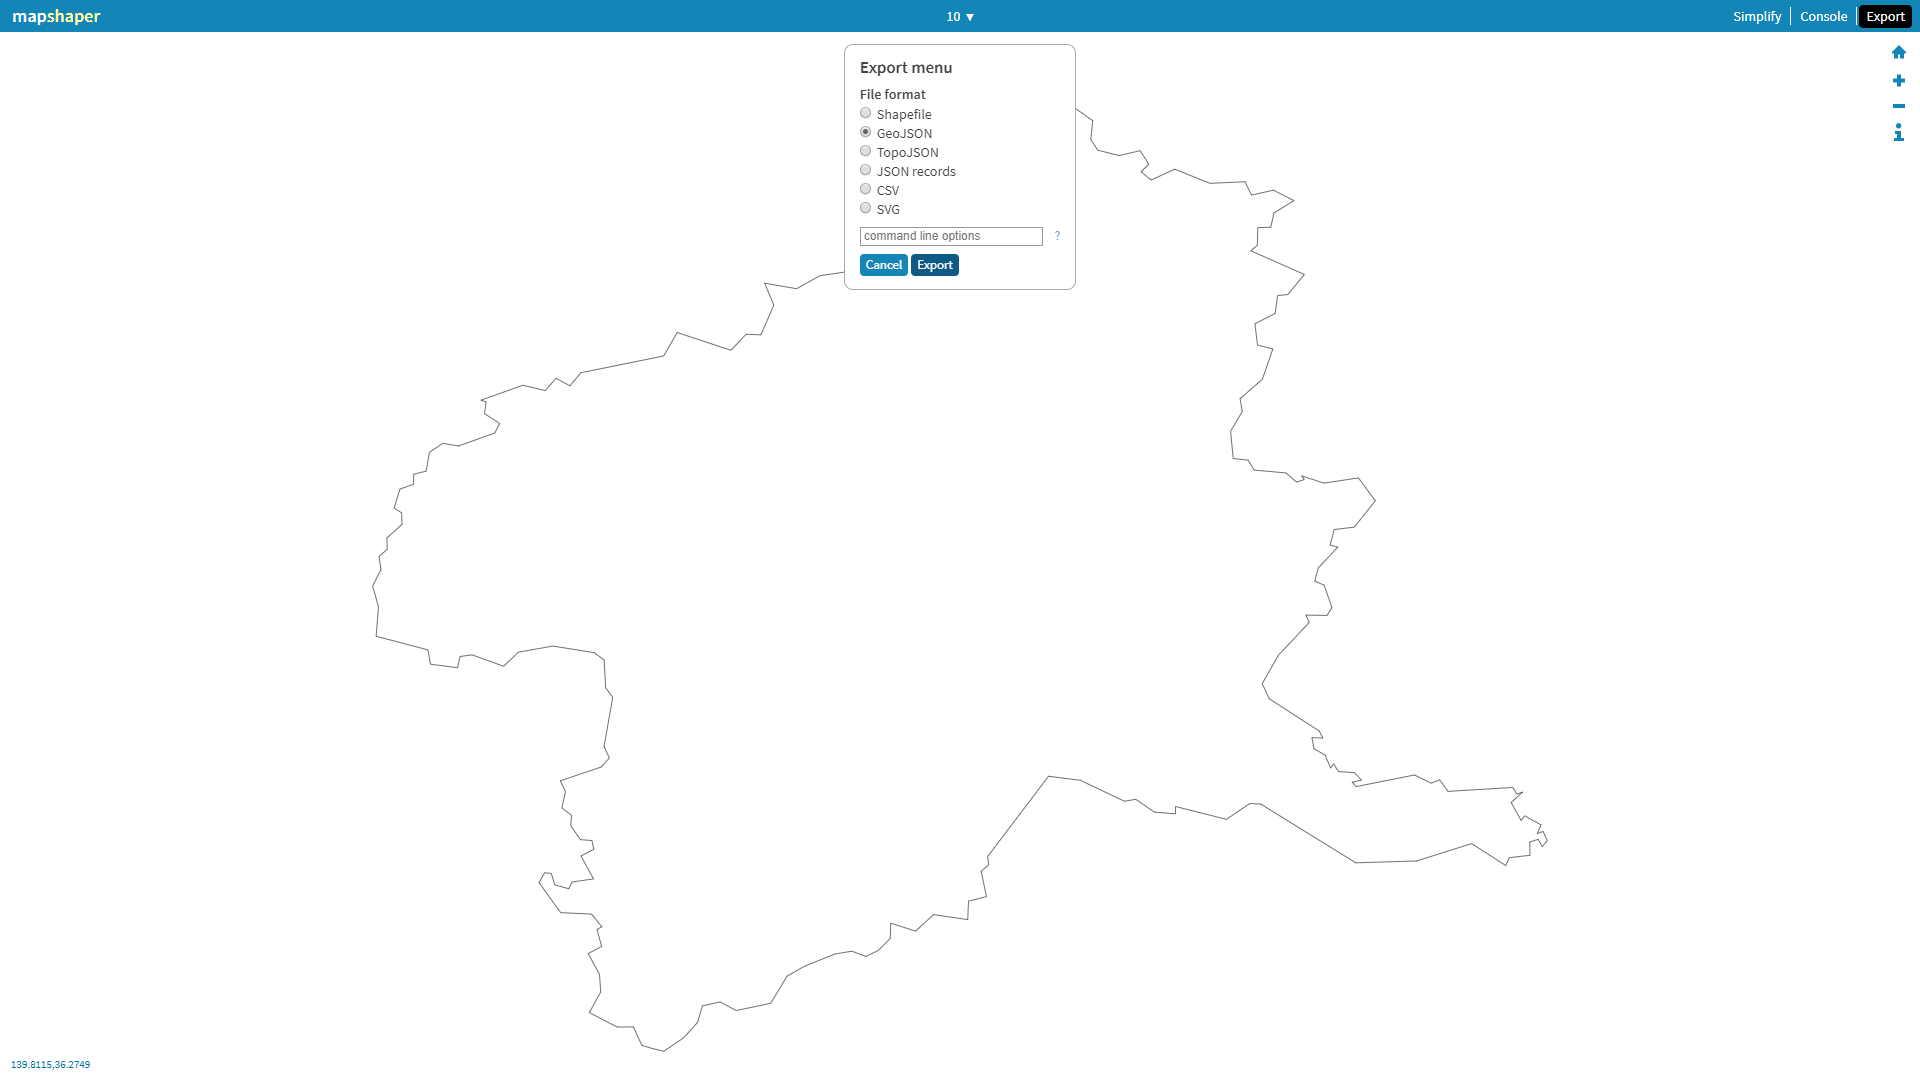 mapshaper
10 ▼
Simplify
Console
Export
Export menu
File format
Shapefile
GeoJSON
TopoJSON
JSON records
CSV
SVG
command line options ?
Cancel Export
139.8115,36.2749